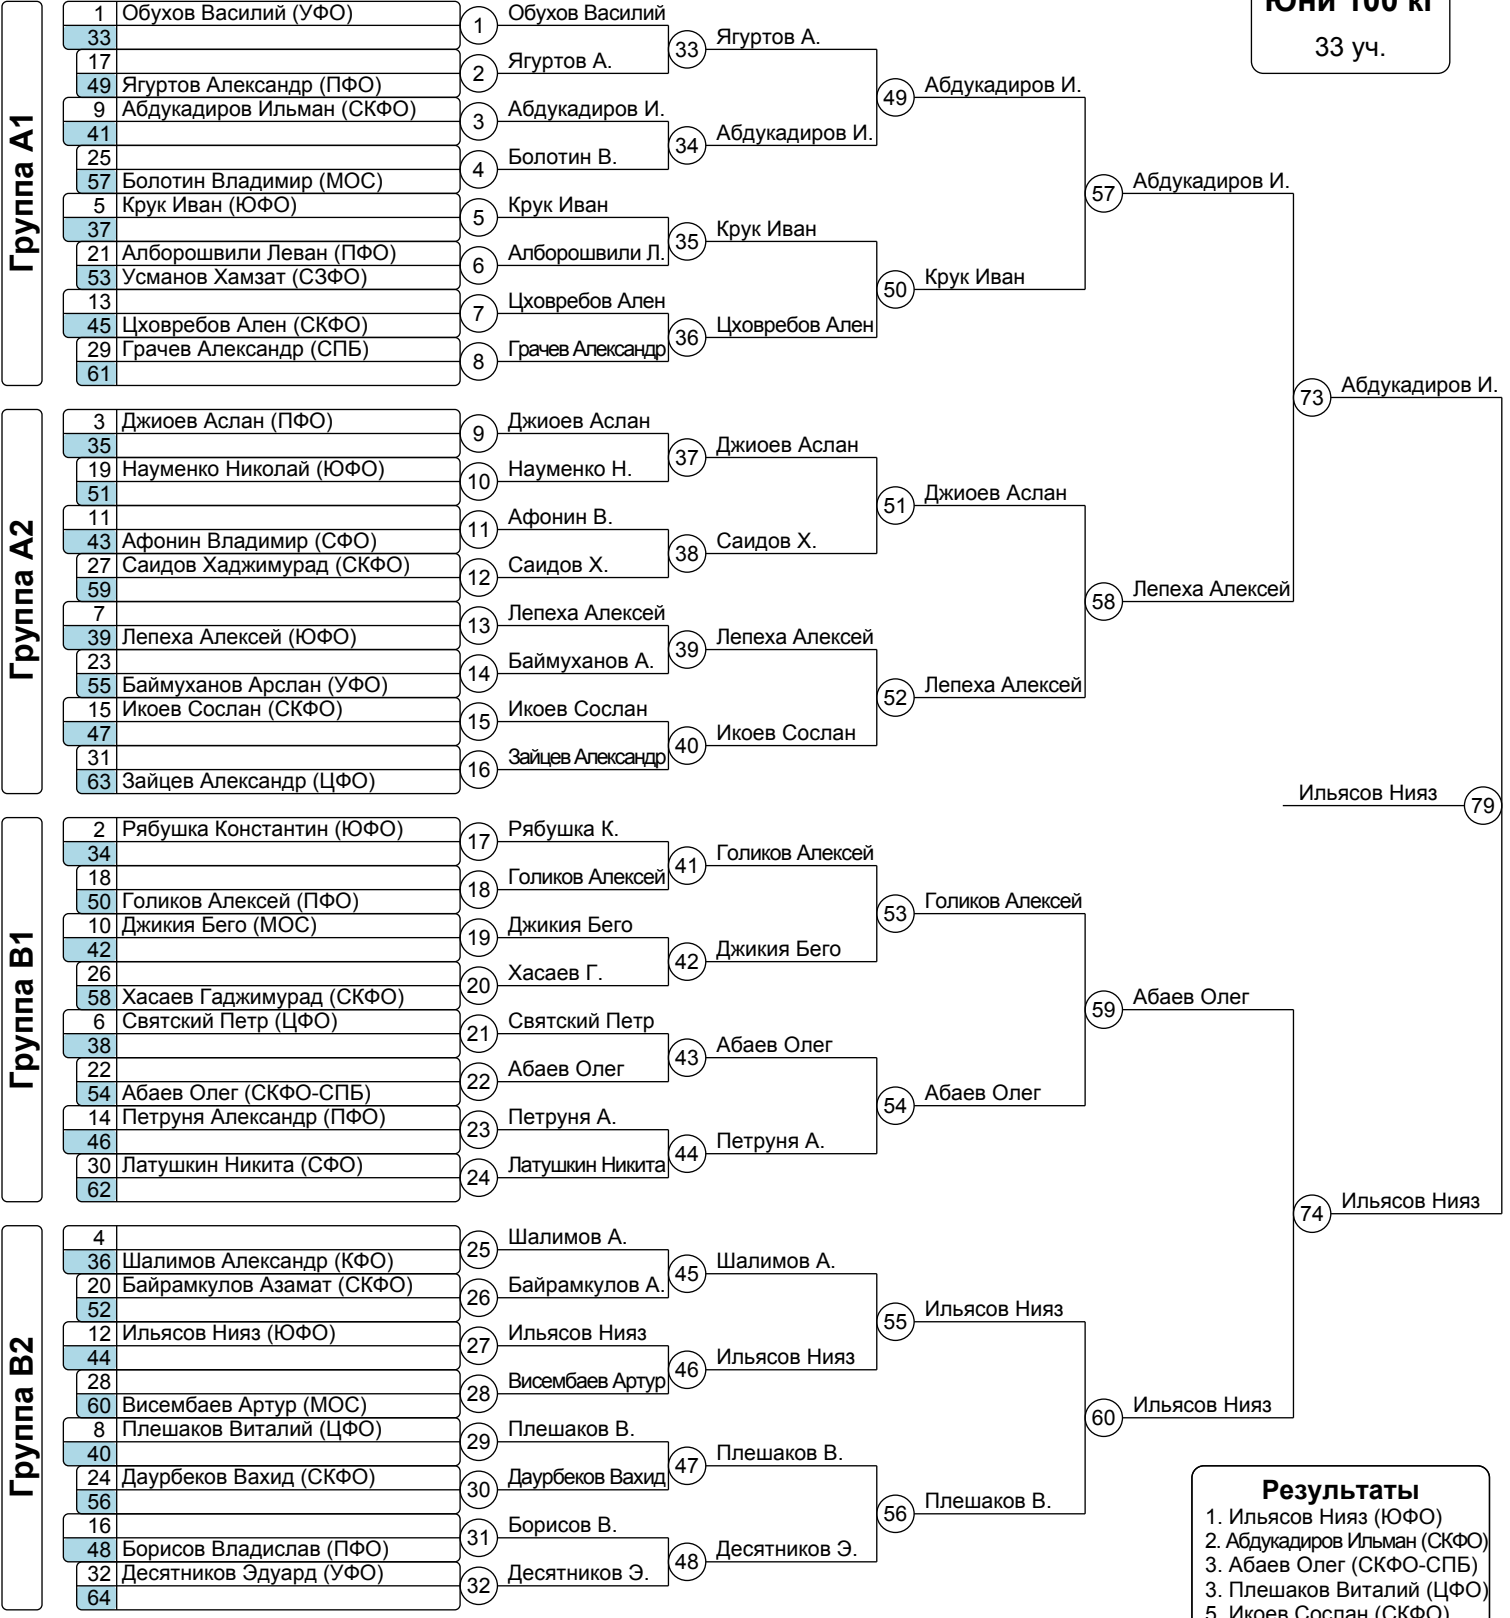 Юни 100 кг
33 уч.
Группа A1
1 Обухов Василий (УФО)
33
17
49 Ягуртов Александр (ПФО)
9 Абдукадиров Ильман (СКФО)
41
25
57 Болотин Владимир (МОС)
5 Крук Иван (ЮФО)
37
21 Алборошвили Леван (ПФО)
53 Усманов Хамзат (СЗФО)
13
45 Цховребов Ален (СКФО)
29 Грачев Александр (СПБ)
61
1 Обухов Василий
2 Ягуртов А.
3 Абдукадиров И.
4 Болотин В.
5 Крук Иван
6 Алборошвили Л.
7 Цховребов Ален
8 Грачев Александр
33 Ягуртов А.
34 Абдукадиров И.
35 Крук Иван
36 Цховребов Ален
49 Абдукадиров И.
50 Крук Иван
57 Абдукадиров И.
Группа A2
3 Джиоев Аслан (ПФО)
35
19 Науменко Николай (ЮФО)
51
11
43 Афонин Владимир (СФО)
27 Саидов Хаджимурад (СКФО)
59
7
39 Лепеха Алексей (ЮФО)
23
55 Баймуханов Арслан (УФО)
15 Икоев Сослан (СКФО)
47
31
63 Зайцев Александр (ЦФО)
9 Джиоев Аслан
10 Науменко Н.
11 Афонин В.
12 Саидов Х.
13 Лепеха Алексей
14 Баймуханов А.
15 Икоев Сослан
16 Зайцев Александр
37 Джиоев Аслан
38 Саидов Х.
39 Лепеха Алексей
40 Икоев Сослан
51 Джиоев Аслан
52 Лепеха Алексей
58 Лепеха Алексей
73 Абдукадиров И.
Ильясов Нияз 79
Группа B1
2 Рябушка Константин (ЮФО)
34
18
50 Голиков Алексей (ПФО)
10 Джикия Бего (МОС)
42
26
58 Хасаев Гаджимурад (СКФО)
6 Святский Петр (ЦФО)
38
22
54 Абаев Олег (СКФО-СПБ)
14 Петруня Александр (ПФО)
46
30 Латушкин Никита (СФО)
62
17 Рябушка К.
18 Голиков Алексей
19 Джикия Бего
20 Хасаев Г.
21 Святский Петр
22 Абаев Олег
23 Петруня А.
24 Латушкин Никита
41 Голиков Алексей
42 Джикия Бего
43 Абаев Олег
44 Петруня А.
53 Голиков Алексей
54 Абаев Олег
59 Абаев Олег
Группа B2
4
36 Шалимов Александр (КФО)
20 Байрамкулов Азамат (СКФО)
52
12 Ильясов Нияз (ЮФО)
44
28
60 Висембаев Артур (МОС)
8 Плешаков Виталий (ЦФО)
40
24 Даурбеков Вахид (СКФО)
56
16
48 Борисов Владислав (ПФО)
32 Десятников Эдуард (УФО)
64
25 Шалимов А.
26 Байрамкулов А.
27 Ильясов Нияз
28 Висембаев Артур
29 Плешаков В.
30 Даурбеков Вахид
31 Борисов В.
32 Десятников Э.
45 Шалимов А.
46 Ильясов Нияз
47 Плешаков В.
48 Десятников Э.
55 Ильясов Нияз
56 Плешаков В.
60 Ильясов Нияз
74 Ильясов Нияз
Результаты
1. Ильясов Нияз (ЮФО)
2. Абдукадиров Ильман (СКФО)
3. Абаев Олег (СКФО-СПБ)
3. Плешаков Виталий (ЦФО)
5. Икоев Сослан (СКФО)